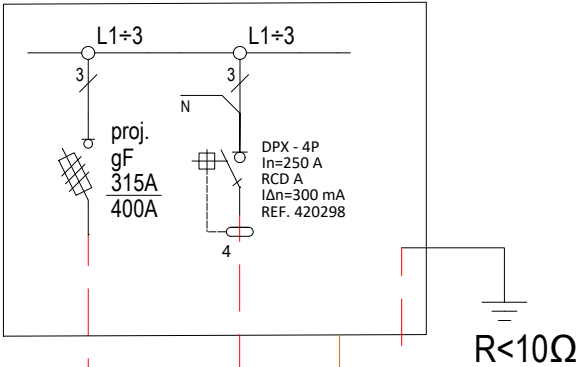 L1÷3
L1÷3
3
3
N
proj.
gF
315A
400A
DPX - 4P
In=250 A
RCD A
IΔn=300 mA
REF. 420298
4
R<10Ω